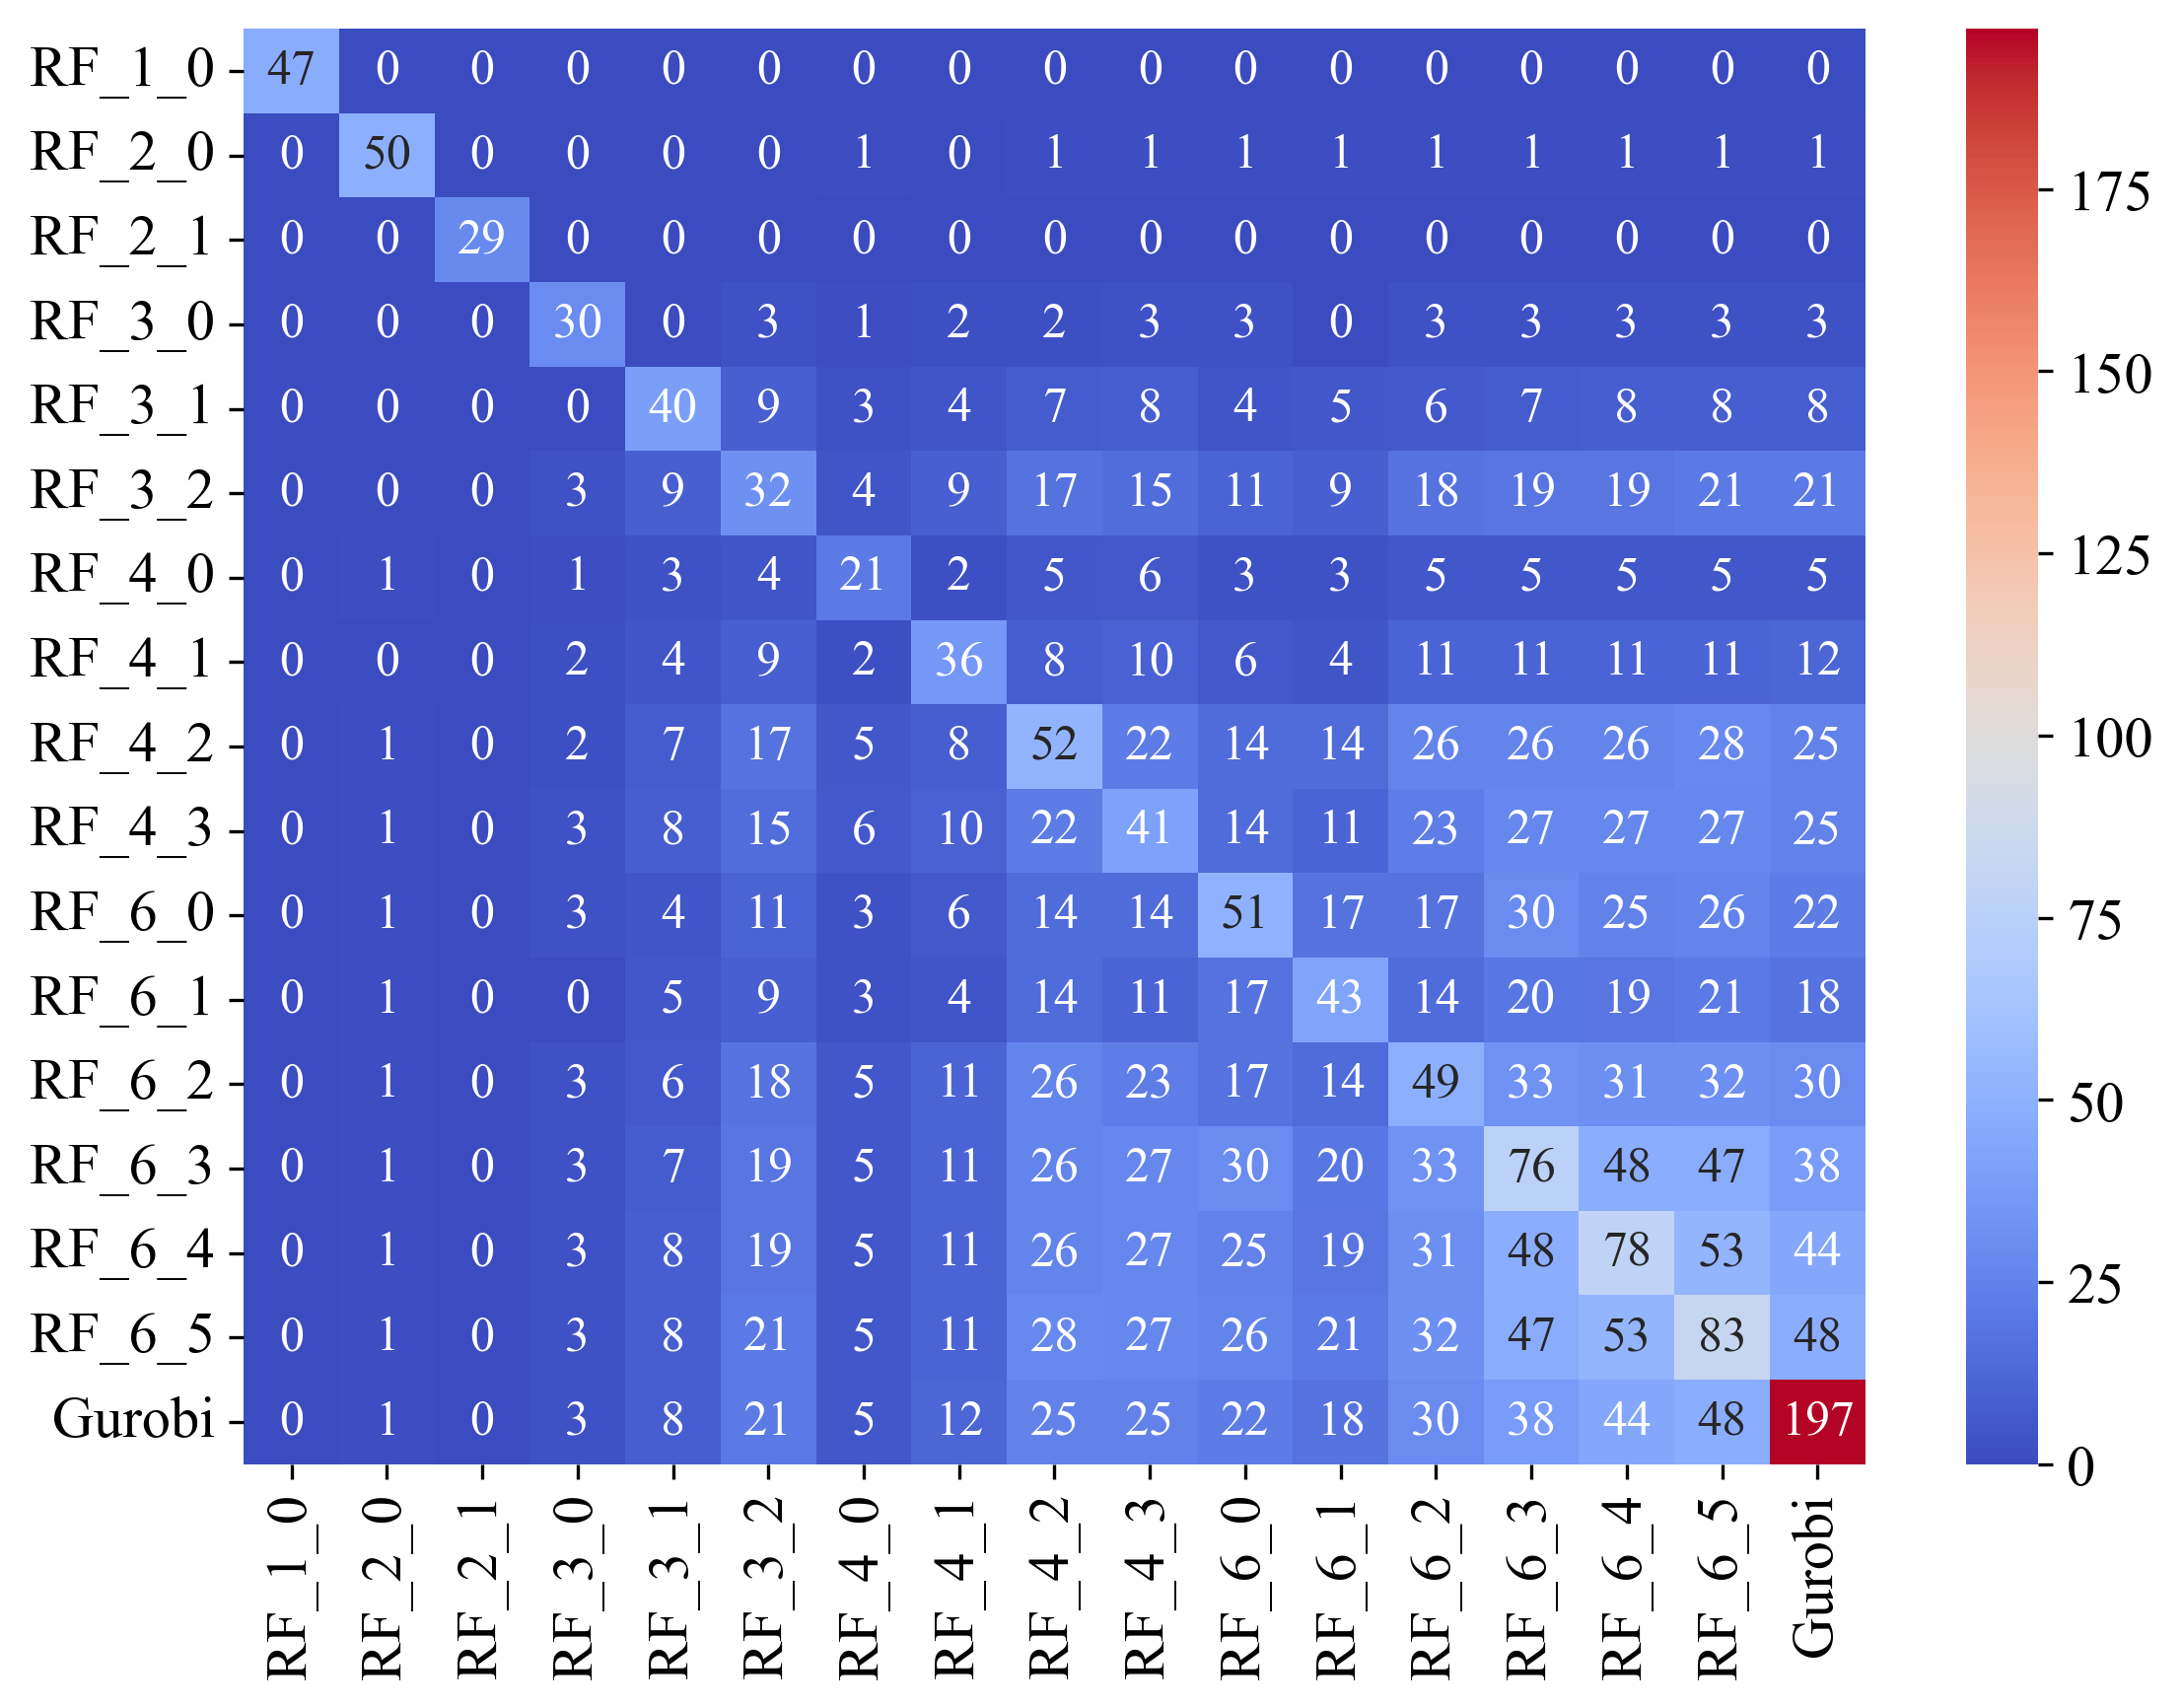 RF_1_0 47 0 0 0 0 0 0 0 0 0 0 0 0 0 0 0 0
RF_2_0 0 50 0 0 0 0 1 0 1 1 1 1 1 1 1 1 1
RF_2_1 0 0 29 0 0 0 0 0 0 0 0 0 0 0 0 0 0
RF_3_0 0 0 0 30 0 3 1 2 2 3 3 0 3 3 3 3 3
RF_3_1 0 0 0 0 40 9 3 4 7 8 4 5 6 7 8 8 8
RF_3_2 0 0 0 3 9 32 4 9 17 15 11 9 18 19 19 21 21
RF_4_0 0 1 0 1 3 4 21 2 5 6 3 3 5 5 5 5 5
RF_4_1 0 0 0 2 4 9 2 36 8 10 6 4 11 11 11 11 12
RF_4_2 0 1 0 2 7 17 5 8 52 22 14 14 26 26 26 28 25
RF_4_3 0 1 0 3 8 15 6 10 22 41 14 11 23 27 27 27 25
RF_6_0 0 1 0 3 4 11 3 6 14 14 51 17 17 30 25 26 22
RF_6_1 0 1 0 0 5 9 3 4 14 11 17 43 14 20 19 21 18
RF_6_2 0 1 0 3 6 18 5 11 26 23 17 14 49 33 31 32 30
RF_6_3 0 1 0 3 7 19 5 11 26 27 30 20 33 76 48 47 38
RF_6_4 0 1 0 3 8 19 5 11 26 27 25 19 31 48 78 53 44
RF_6_5 0 1 0 3 8 21 5 11 28 27 26 21 32 47 53 83 48
Gurobi 0 1 0 3 8 21 5 12 25 25 22 18 30 38 44 48 197
RF_1_0 RF_2_0 RF_2_1 RF_3_0 RF_3_1 RF_3_2 RF_4_0 RF_4_1 RF_4_2 RF_4_3 RF_6_0 RF_6_1 RF_6_2 RF_6_3 RF_6_4 RF_6_5 Gurobi
175
150
125
100
75
50
25
0